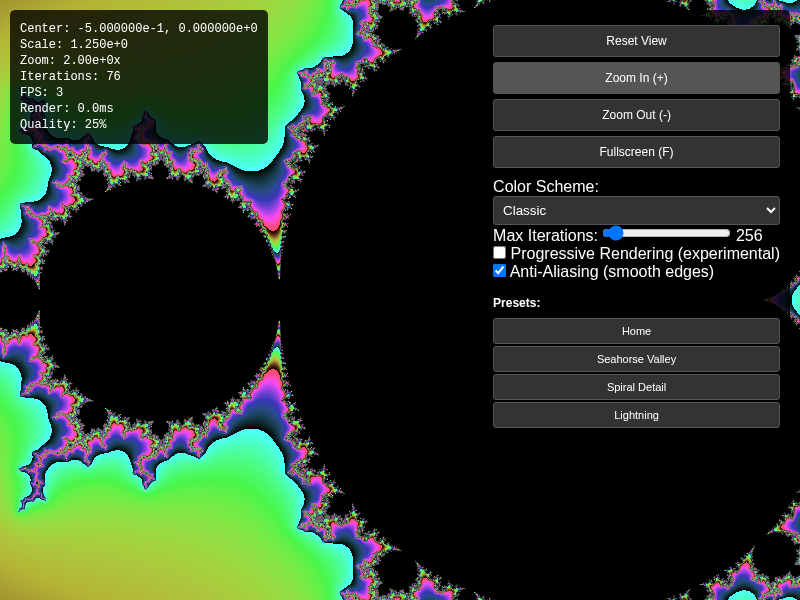 Center: -5.000000e-1, 0.000000e+0
Scale: 1.250e+0
Zoom: 2.00e+0x
Iterations: 76
FPS: 3
Render: 0.0ms
Quality: 25%
Reset View
Zoom In (+)
Zoom Out (-)
Fullscreen (F)
Color Scheme:
Classic
Max Iterations: 256
Progressive Rendering (experimental)
Anti-Aliasing (smooth edges)
Presets:
Home
Seahorse Valley
Spiral Detail
Lightning